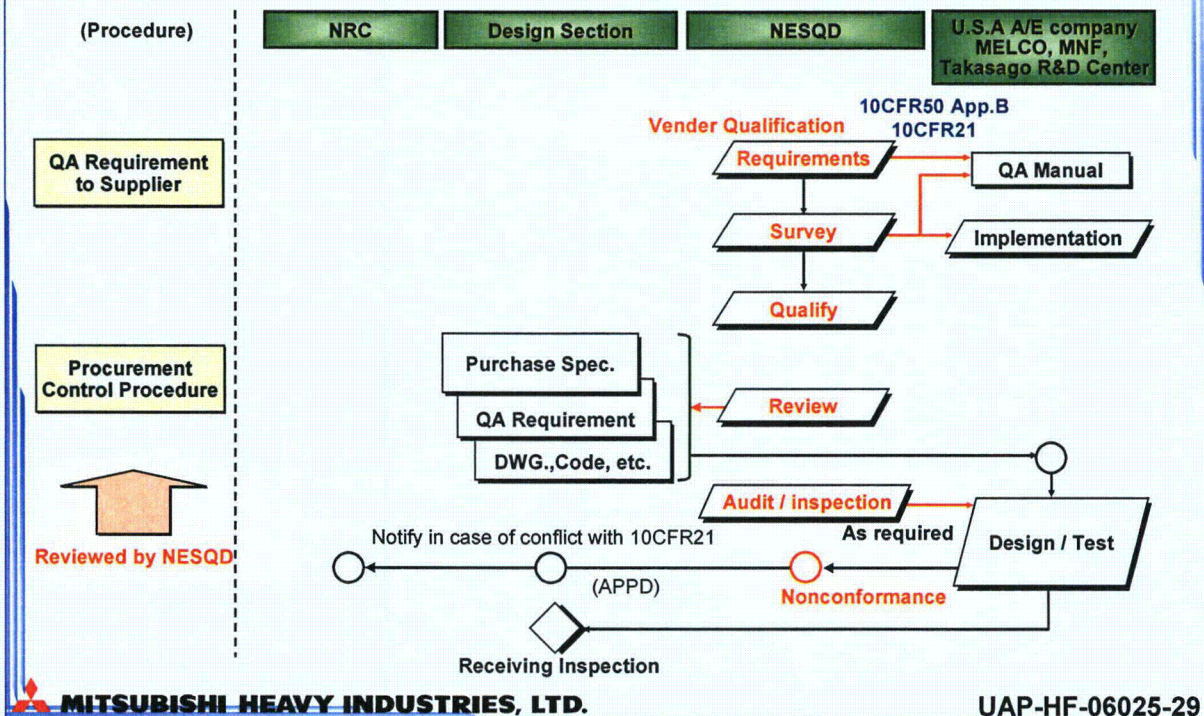 (Procedure)
NRC
Design Section
NESQD
U.S.A A/E company
MELCO, MNF,
Takasago R&D Center
QA Requirement
to Supplier
Vender Qualification
10CFR50 App.B
10CFR21
Requirements
QA Manual
Survey
Implementation
Qualify
Procurement
Control Procedure
Purchase Spec.
QA Requirement
DWG.,Code, etc.
Review
Audit / inspection
As required
Design / Test
Reviewed by NESQD
Notify in case of conflict with 10CFR21
(APPD)
Nonconformance
Receiving Inspection
MITSUBISHI HEAVY INDUSTRIES, LTD.
UAP-HF-06025-29